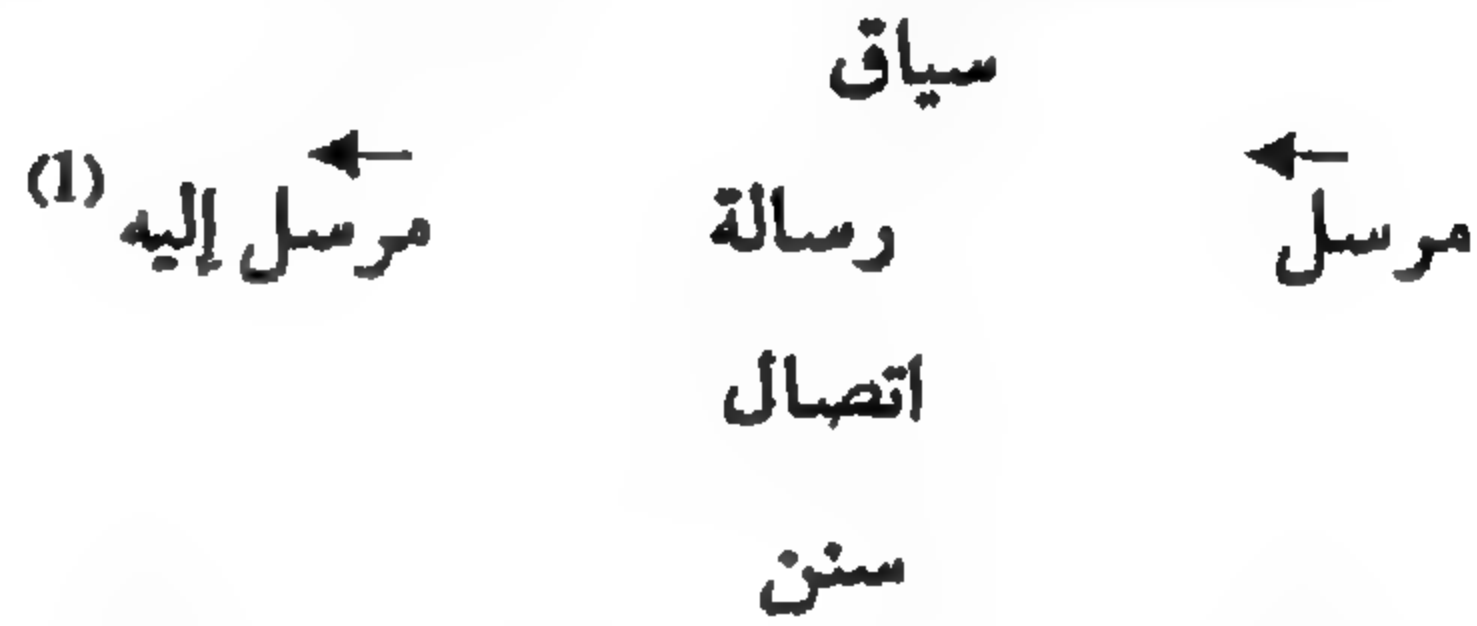 سياق
مرسل ← رسالة ← مرسل إليه (1)
اتصال
سنن